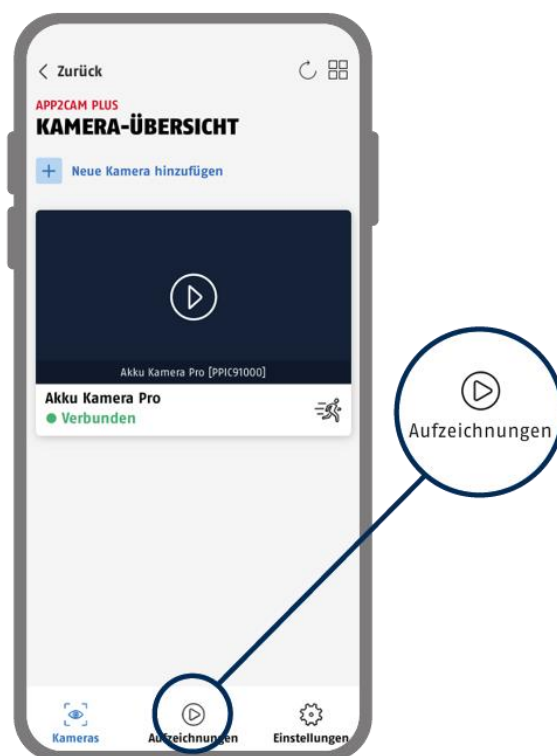 Zurück
APP2CAM PLUS
KAMERA-ÜBERSICHT
+ Neue Kamera hinzufügen
Akku Kamera Pro [PPIC91000]
Akku Kamera Pro
Verbunden
Aufzeichnungen
Kameras Aufzeichnungen Einstellungen